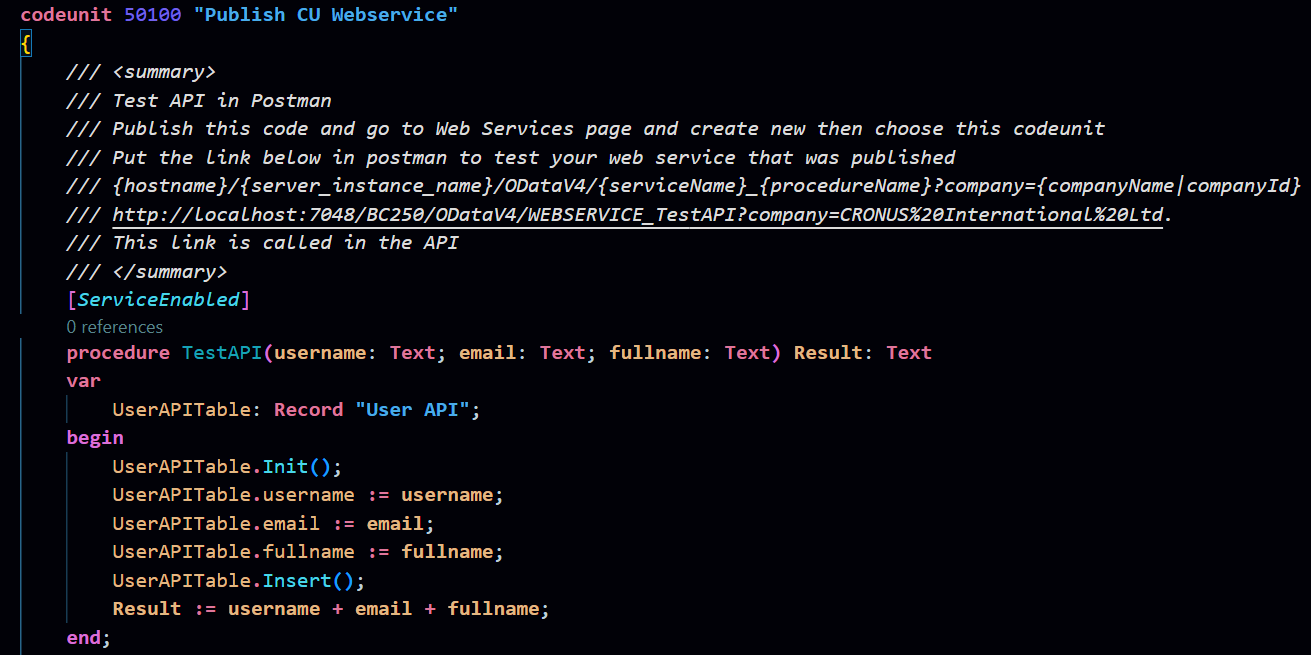 codeunit 50100 "Publish CU Webservice"
{
/// <summary>
/// Test API in Postman
/// Publish this code and go to Web Services page and create new then choose this codeunit
/// Put the link below in postman to test your web service that was published
/// {hostname}/{server_instance_name}/ODataV4/{serviceName}_{procedureName}?company={companyName|companyId}
/// http://localhost:7048/BC250/ODataV4/WEBSERVICE_TestAPI?company=CRONUS%20International%20Ltd.
/// This link is called in the API
/// </summary>
[ServiceEnabled]
0 references
procedure TestAPI(username: Text; email: Text; fullname: Text) Result: Text
var
UserAPITable: Record "User API";
begin
UserAPITable.Init();
UserAPITable.username := username;
UserAPITable.email := email;
UserAPITable.fullname := fullname;
UserAPITable.Insert();
Result := username + email + fullname;
end;